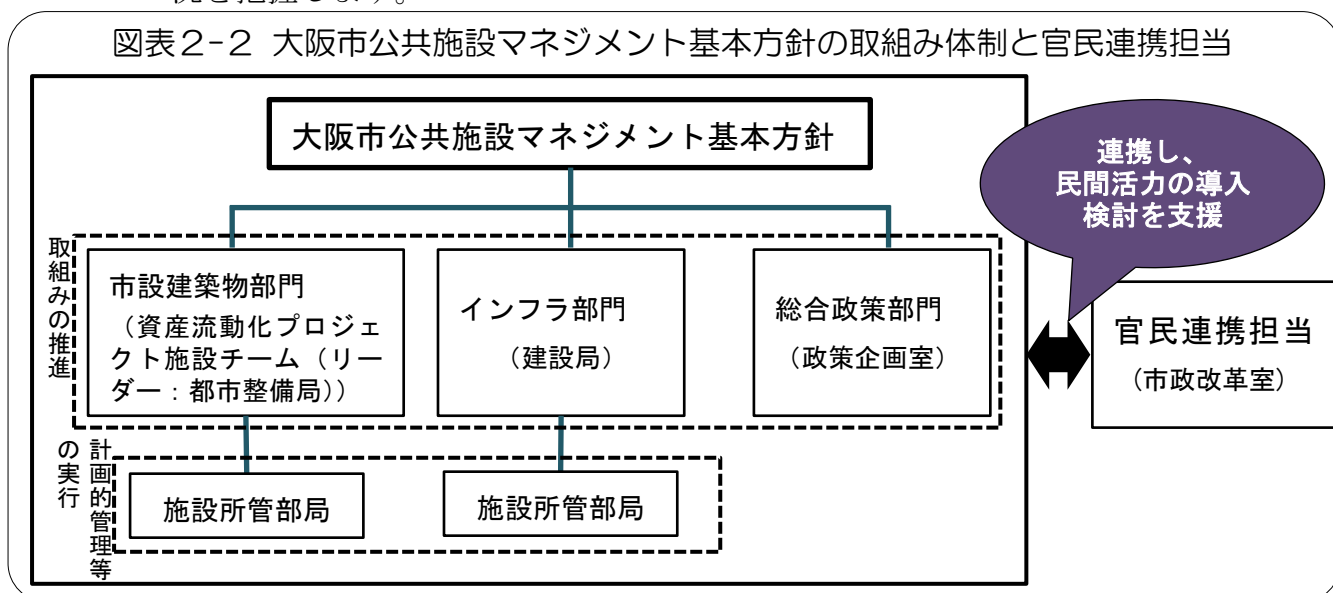 図表2-2 大阪市公共施設マネジメント基本方針の取組み体制と官民連携担当
大阪市公共施設マネジメント基本方針
連携し、
民間活力の導入
検討を支援
取組みの推進
市設建築物部門
（資産流動化プロジェ
クト施設チーム（リー
ダー：都市整備局））
インフラ部門
（建設局）
総合政策部門
（政策企画室）
官民連携担当
（市政改革室）
計画的管理等
の実行
施設所管部局
施設所管部局